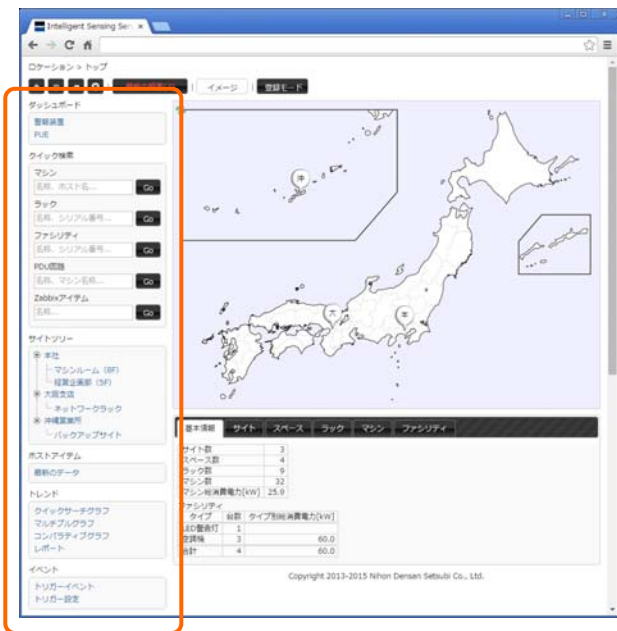 Intelligent Sensing Ser
ロケーション > トップ
イメージ
登録モード
ダッシュボード
警報装置
PUE
クイック検索
マシン
名称、ホスト名...
Go
ラック
名称、シリアル番号...
Go
ファシリティ
名称、シリアル番号...
Go
PDU回路
名称、マシン名称...
Go
Zabbixアイテム
名称...
Go
サイトツリー
本社
マシンルーム (8F)
経営企画部 (5F)
大阪支店
ネットワークラック
沖縄営業所
バックアップサイト
ホストアイテム
最新のデータ
トレンド
クイックサーチグラフ
マルチプルグラフ
コンパラティブグラフ
レポート
イベント
トリガーイベント
トリガー設定
沖
大
本
基本情報 サイト スペース ラック マシン ファシリティ
サイト数 3
スペース数 4
ラック数 9
マシン数 32
マシン総消費電力[kW] 25.9
ファシリティ
タイプ 台数 タイプ別総消費電力[kW]
LED警告灯 1
空調機 3 60.0
合計 4 60.0
Copyright 2013-2015 Nihon Densan Setsubi Co., Ltd.